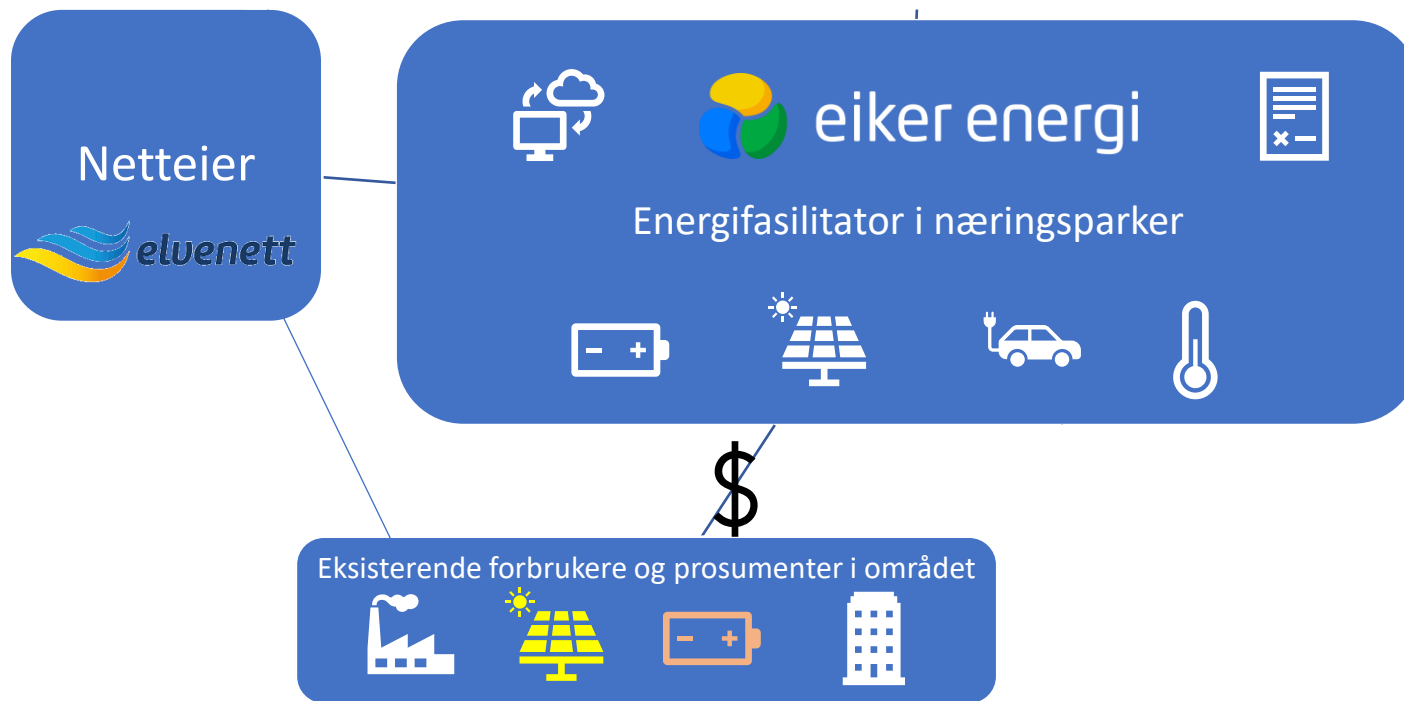 Netteier
elvenett
eiker energi
Energifasilitator i næringsparker
$
Eksisterende forbrukere og prosumenter i området